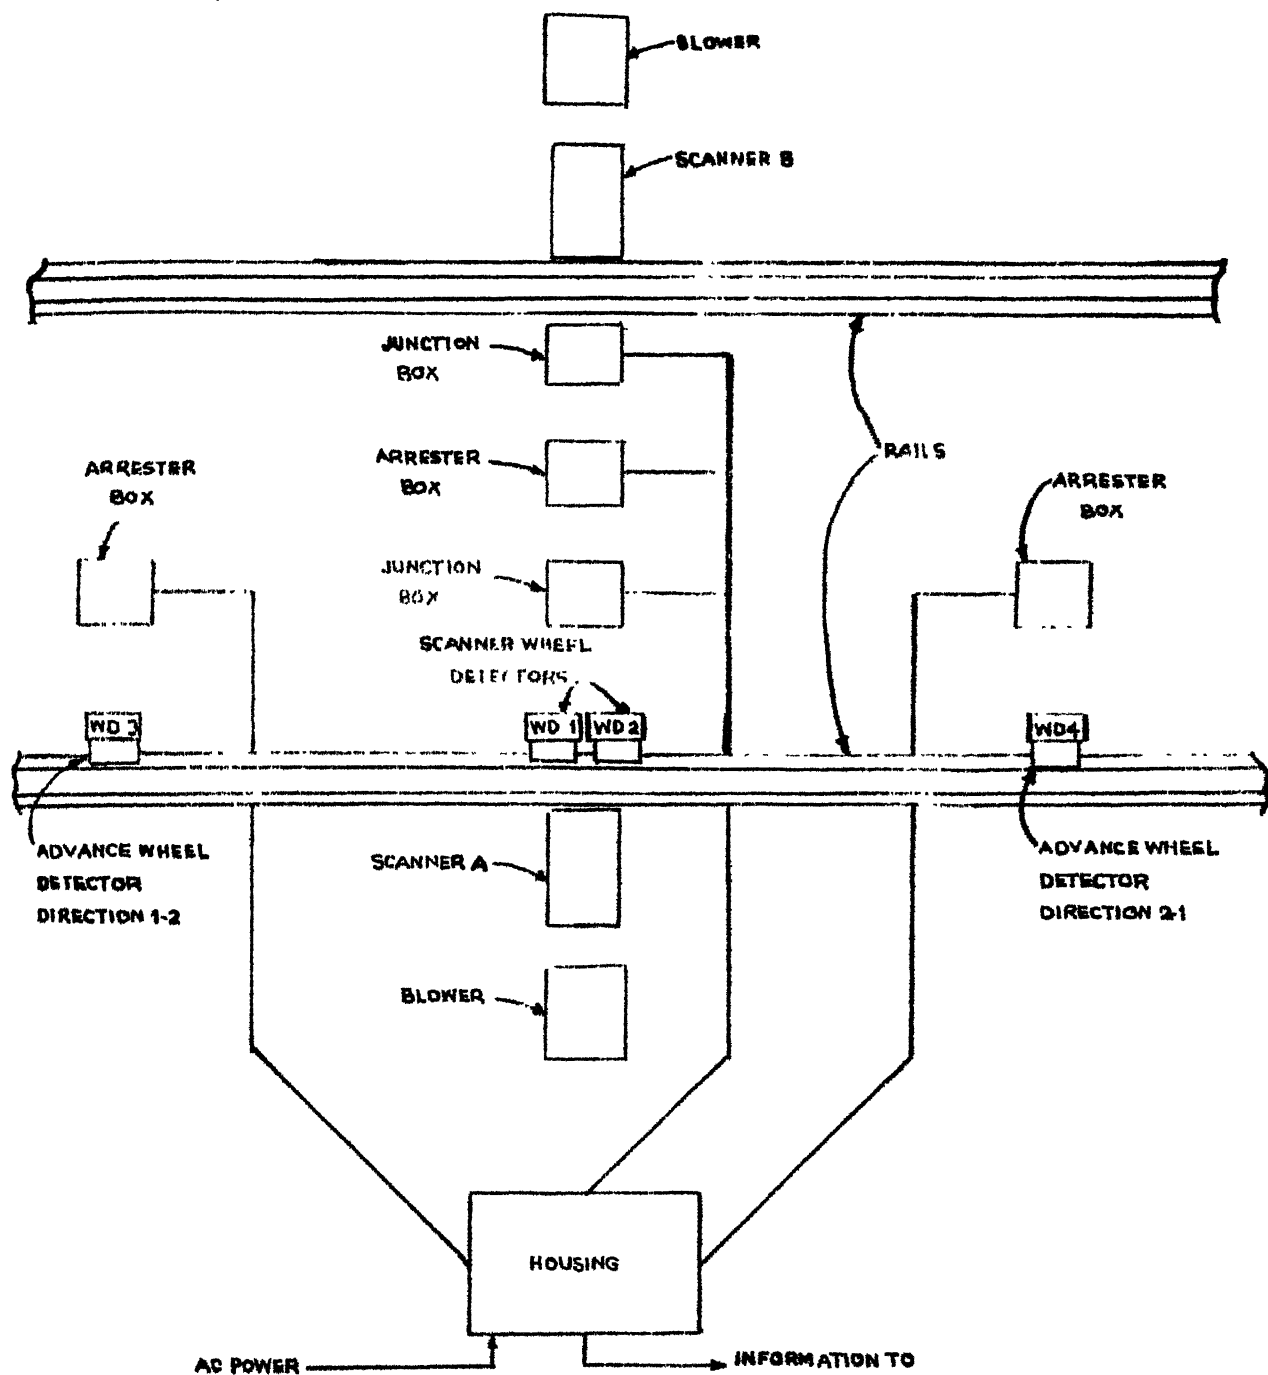 BLOWER
SCANNER B
JUNCTION
BOX
RAILS
ARRESTER
BOX
ARRESTER
BOX
ARRESTER
BOX
JUNCTION
BOX
SCANNER WHEEL
DETECTORS
WD 3
WD 1
WD 2
WD4
ADVANCE WHEEL
DETECTOR
DIRECTION 1-2
SCANNER A
ADVANCE WHEEL
DETECTOR
DIRECTION 2-1
BLOWER
HOUSING
AC POWER
INFORMATION TO